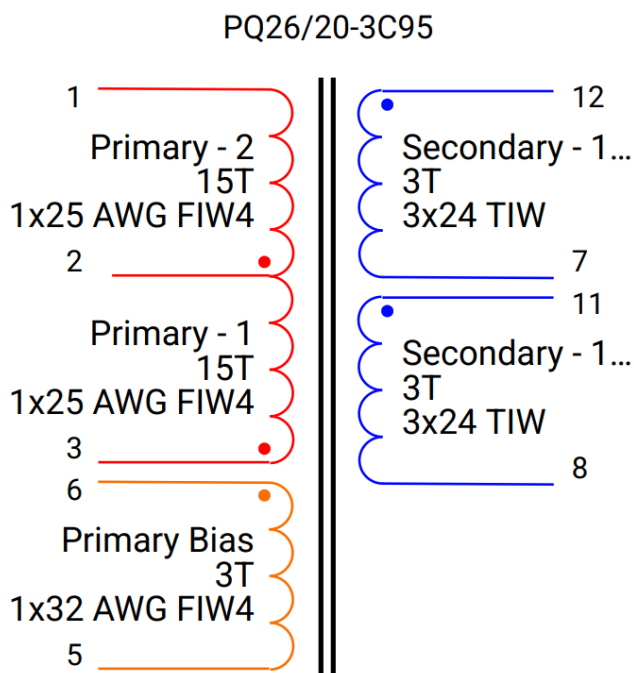 PQ26/20-3C95
1
Primary - 2
15T
1x25 AWG FIW4
2
Primary - 1
15T
1x25 AWG FIW4
3
6
Primary Bias
3T
1x32 AWG FIW4
5
12
Secondary - 1...
3T
3x24 TIW
7
11
Secondary - 1...
3T
3x24 TIW
8